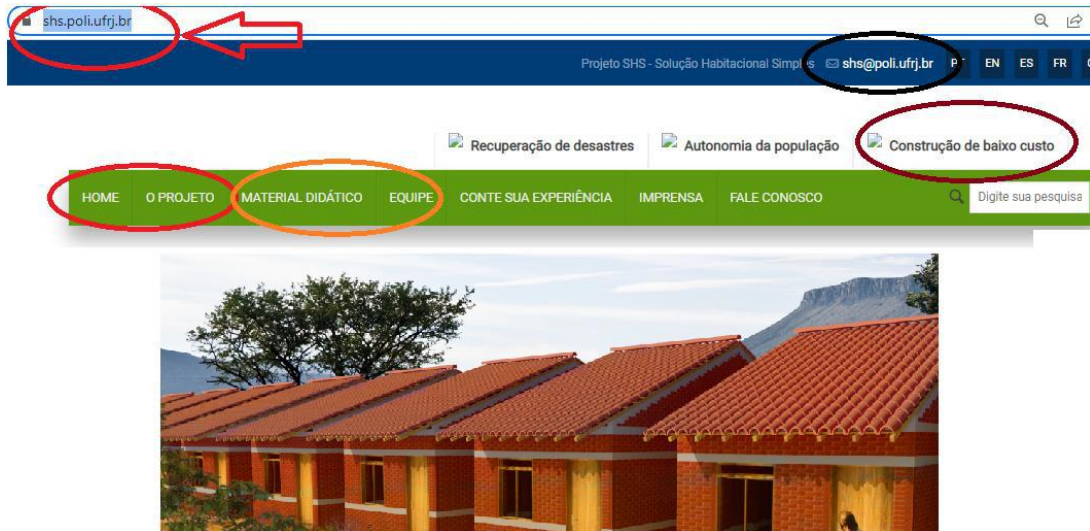 shs.poli.ufrj.br
Projeto SHS - Solução Habitacional Simples shs@poli.ufrj.br PT EN ES FR
Recuperação de desastres Autonomia da população Construção de baixo custo
HOME O PROJETO MATERIAL DIDÁTICO EQUIPE CONTE SUA EXPERIÊNCIA IMPRENSA FALE CONOSCO Digite sua pesquisa